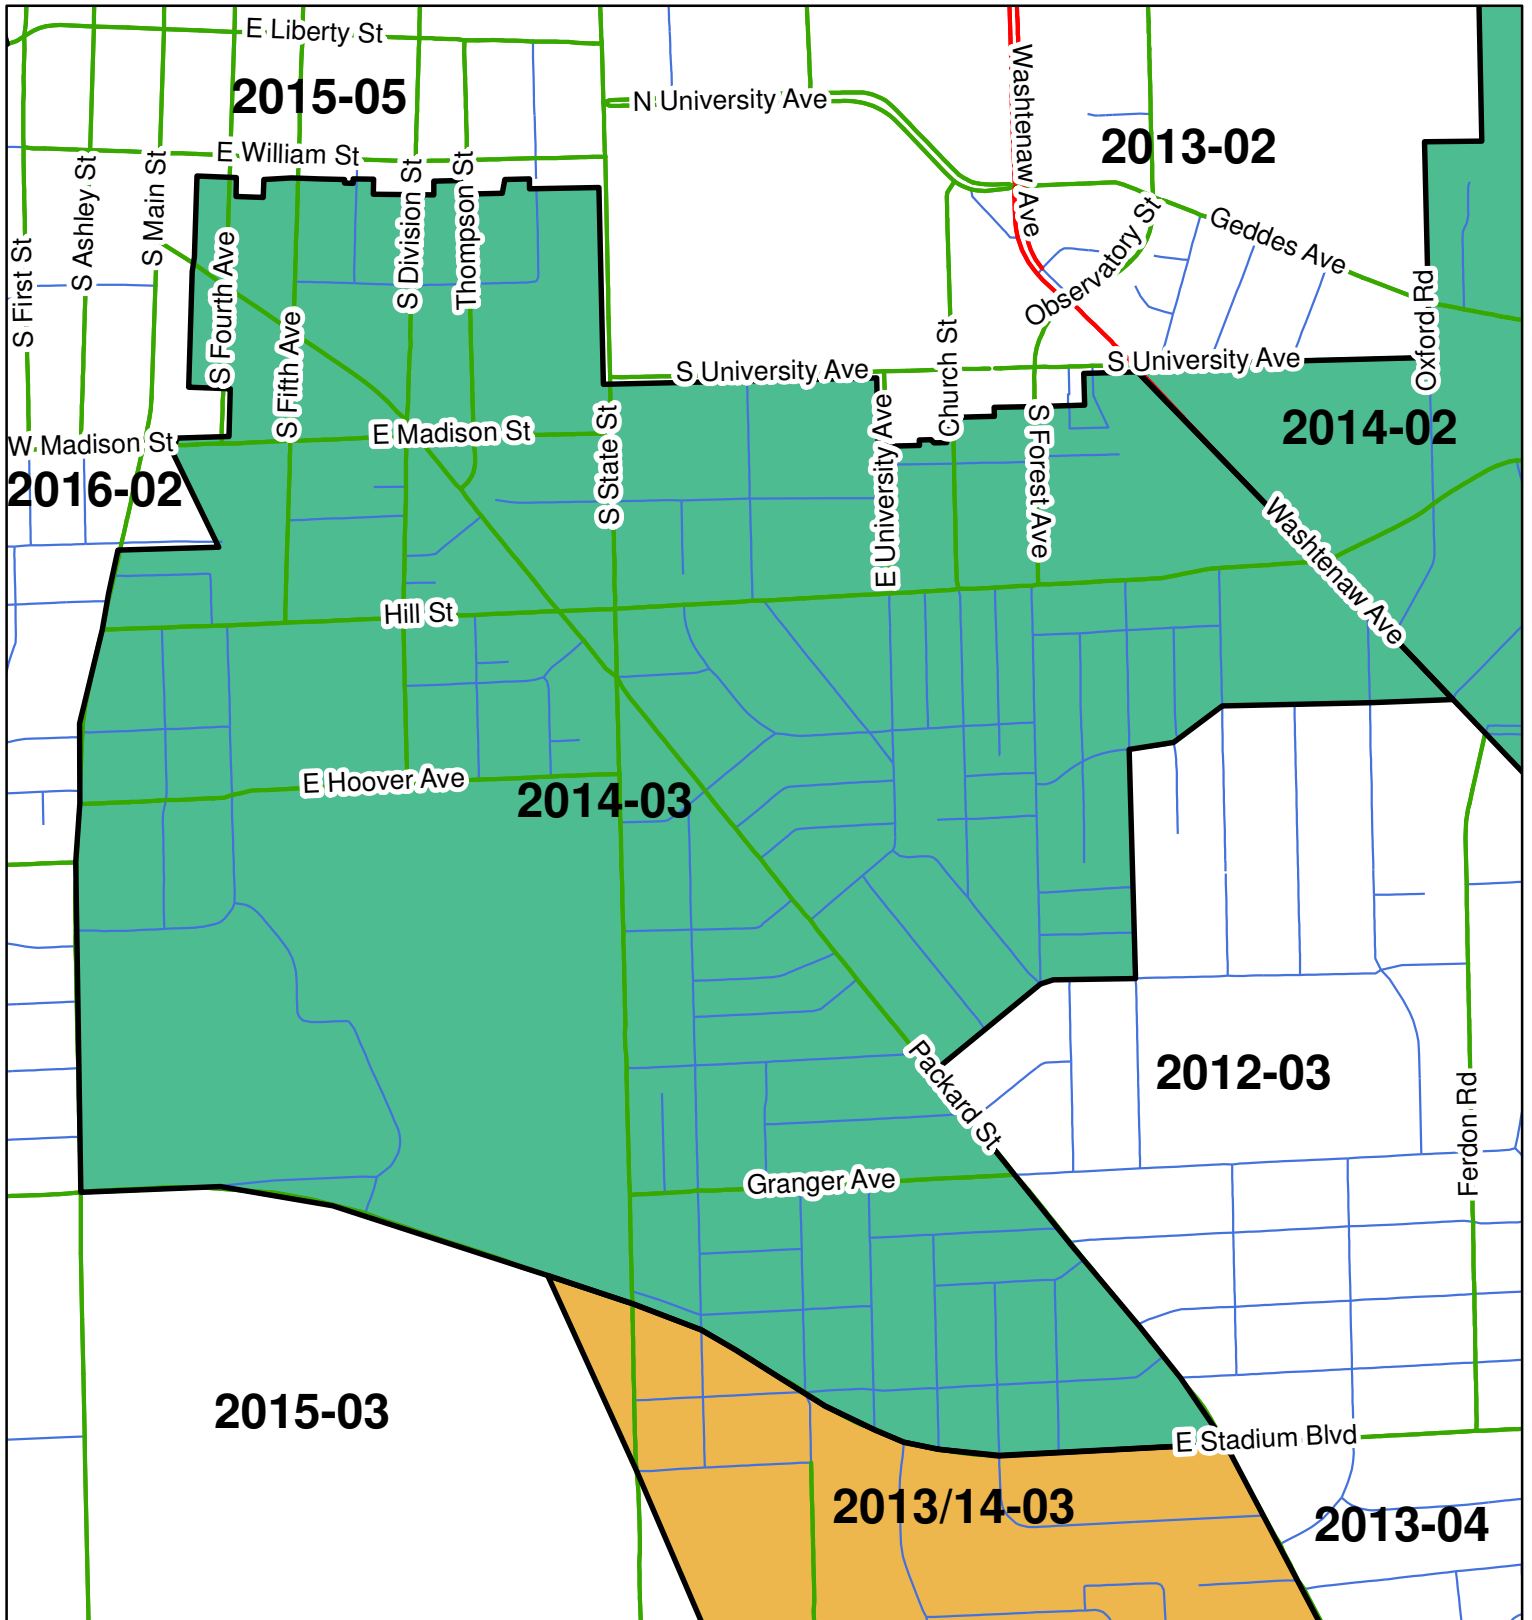 E Liberty St
2015-05
N University Ave
Washtenaw Ave
2013-02
E William St
S First St
S Ashley St
S Main St
S Fourth Ave
S Fifth Ave
S Division St
Thompson St
Observatory St
Geddes Ave
Oxford Rd
S University Ave
S University Ave
Church St
W Madison St
E Madison St
S State St
E University Ave
S Forest Ave
2014-02
2016-02
Washtenaw Ave
Hill St
E Hoover Ave
2014-03
Packard St
2012-03
Ferdon Rd
Granger Ave
2015-03
E Stadium Blvd
2013/14-03
2013-04